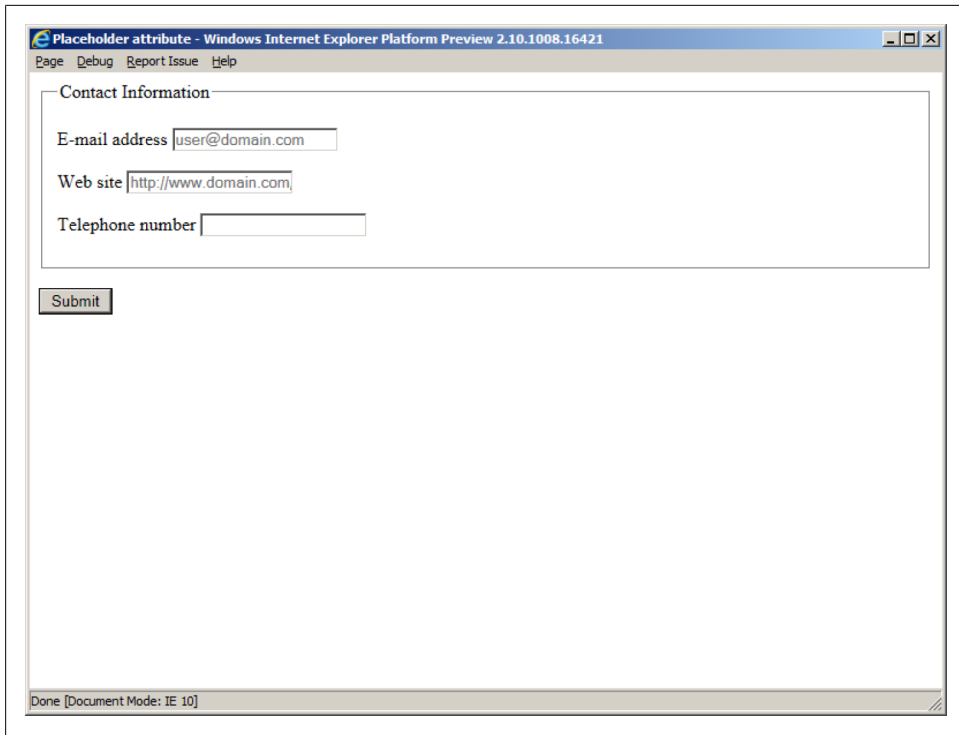 Placeholder attribute - Windows Internet Explorer Platform Preview 2.10.1008.16421
Page Debug Report Issue Help
Contact Information
E-mail address user@domain.com
Web site http://www.domain.com/
Telephone number
Submit
Done [Document Mode: IE 10]